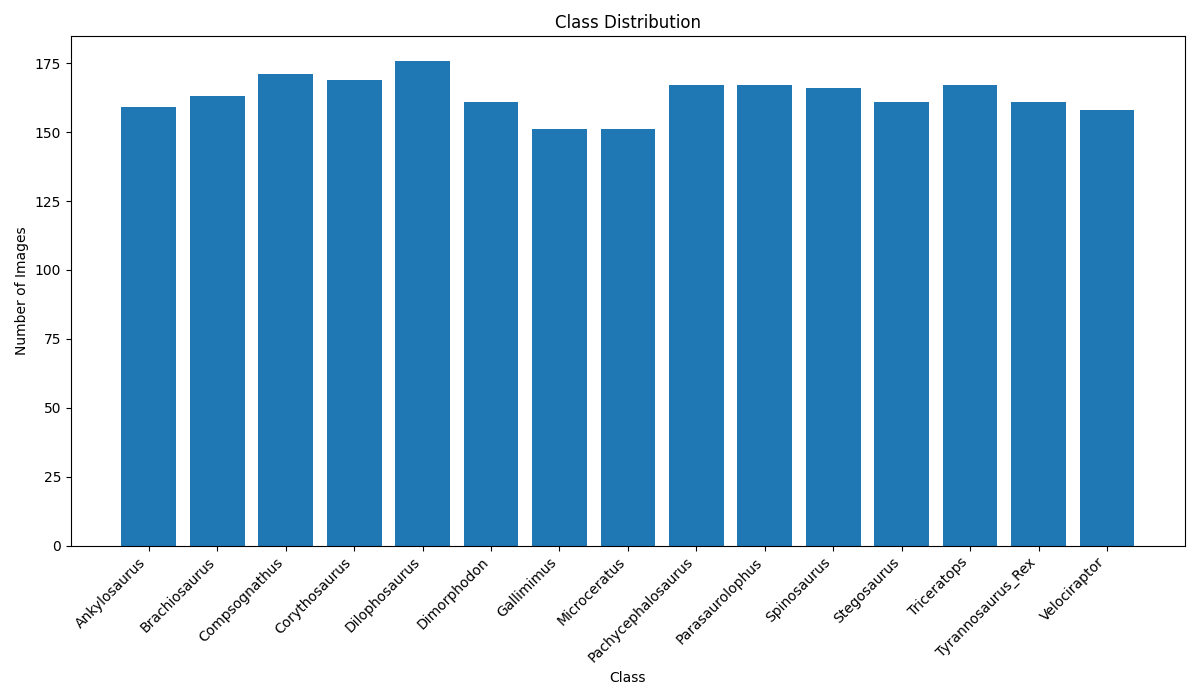 Class Distribution
Number of Images
175
150
125
100
75
50
25
0
Ankylosaurus
Brachiosaurus
Compsognathus
Corythosaurus
Dilophosaurus
Dimorphodon
Gallimimus
Microceratus
Pachycephalosaurus
Parasaurolophus
Spinosaurus
Stegosaurus
Triceratops
Tyrannosaurus_Rex
Velociraptor
Class